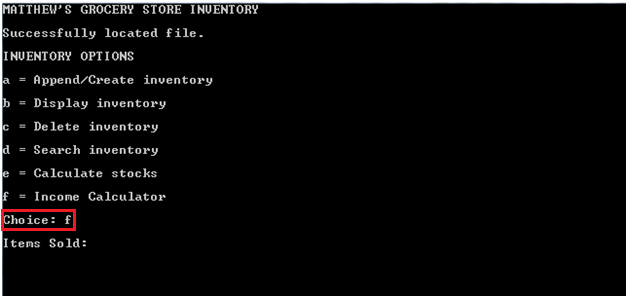 MATTHEW'S GROCERY STORE INVENTORY
Successfully located file.
INVENTORY OPTIONS
a = Append/Create inventory
b = Display inventory
c = Delete inventory
d = Search inventory
e = Calculate stocks
f = Income Calculator
Choice: f
Items Sold: